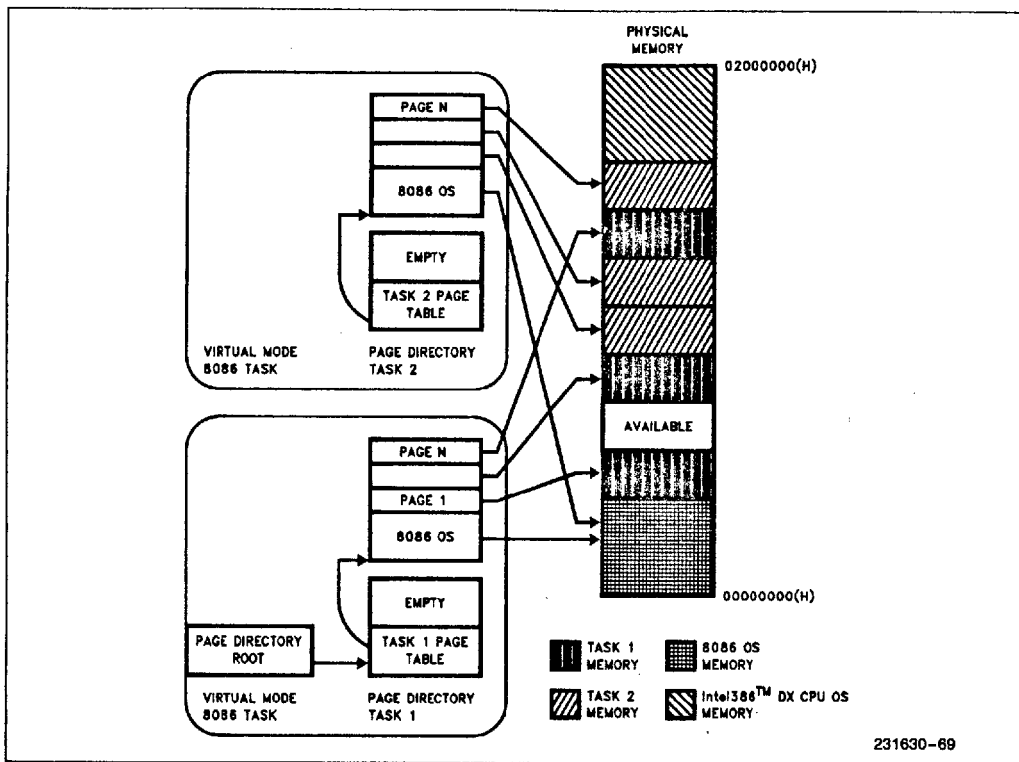 PHYSICAL
MEMORY
02000000(H)
PAGE N
8086 OS
EMPTY
TASK 2 PAGE
TABLE
VIRTUAL MODE
8086 TASK
PAGE DIRECTORY
TASK 2
AVAILABLE
PAGE N
PAGE 1
8086 OS
EMPTY
TASK 1 PAGE
TABLE
PAGE DIRECTORY
ROOT
VIRTUAL MODE
8086 TASK
PAGE DIRECTORY
TASK 1
00000000(H)
TASK 1
MEMORY
8086 OS
MEMORY
TASK 2
MEMORY
Intel386™ DX CPU OS
MEMORY
231630-69